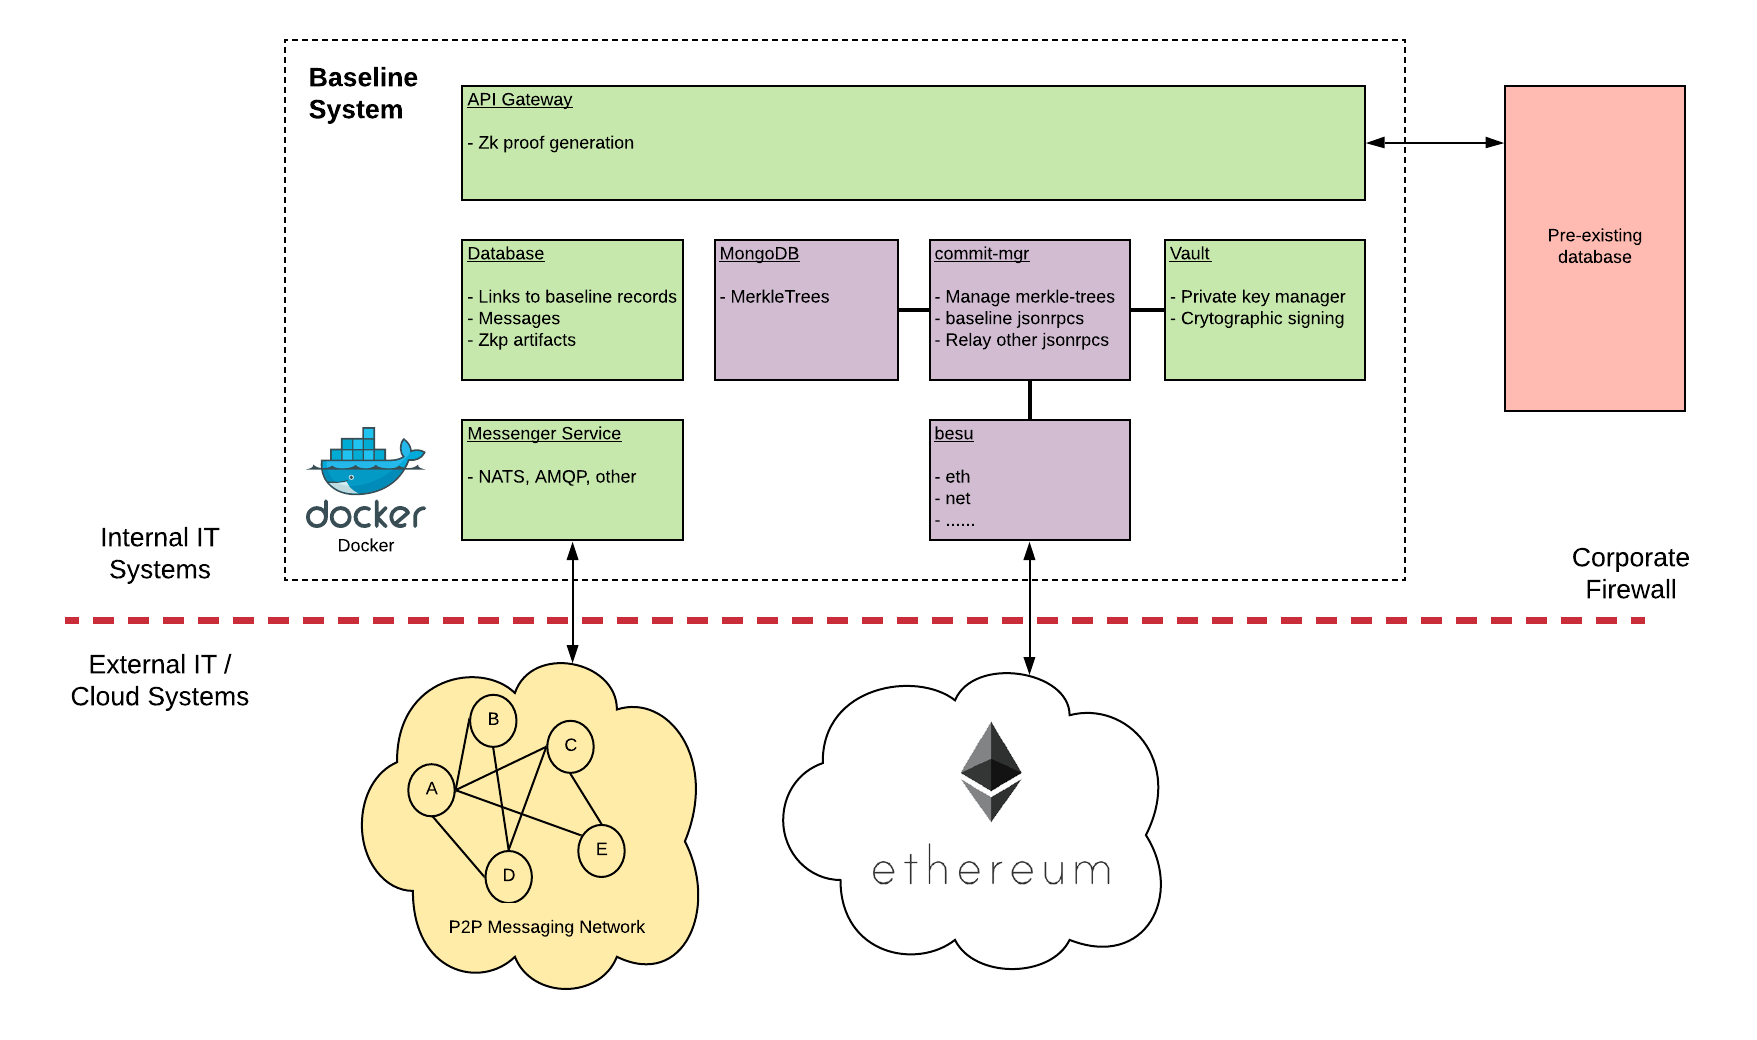 Baseline
System
API Gateway
- Zk proof generation
Pre-existing
database
Database
- Links to baseline records
- Messages
- Zkp artifacts
MongoDB
- MerkleTrees
commit-mgr
- Manage merkle-trees
- baseline jsonrpcs
- Relay other jsonrpcs
Vault
- Private key manager
- Crytographic signing
docker
Docker
Messenger Service
- NATS, AMQP, other
besu
- eth
- net
- ......
Internal IT
Systems
Corporate
Firewall
External IT /
Cloud Systems
B
C
A
E
D
P2P Messaging Network
ethereum